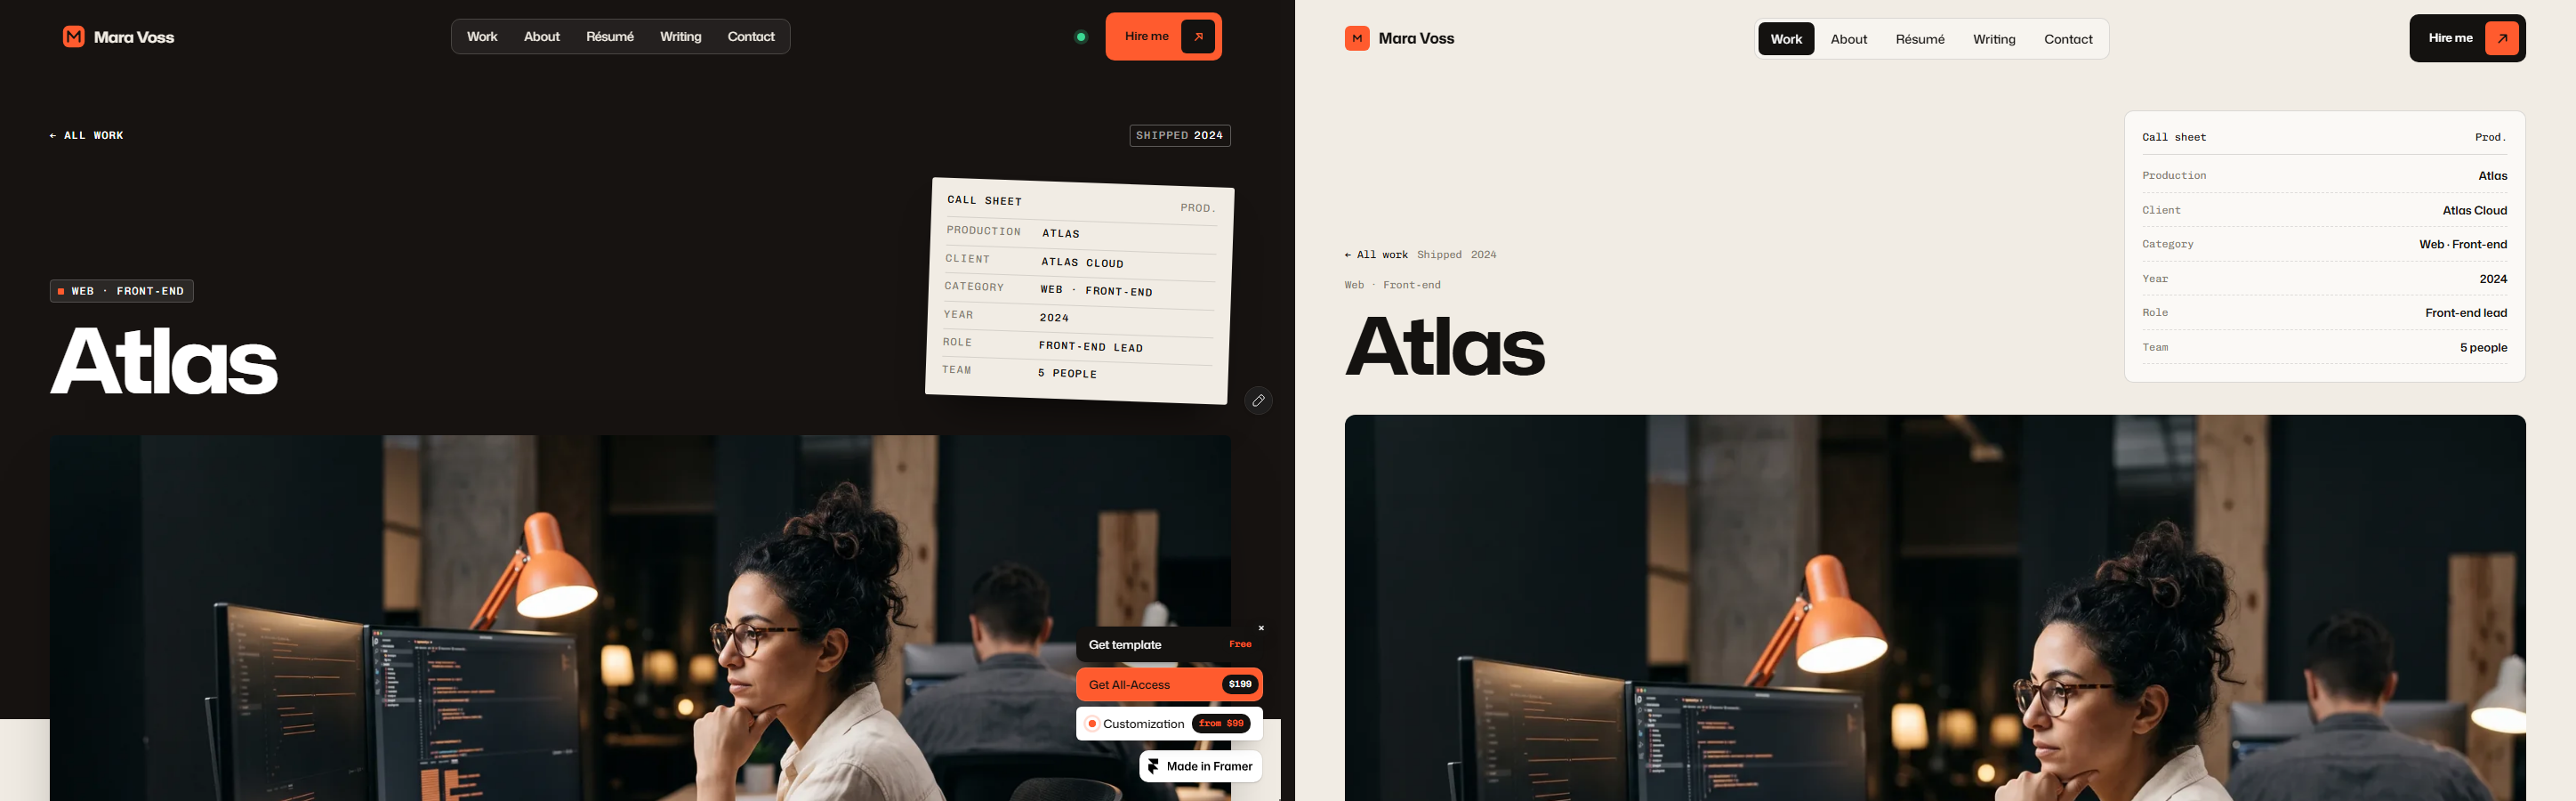 Mara Voss
Work About Résumé Writing Contact
Hire me
← ALL WORK
SHIPPED 2024
CALL SHEET PROD.
PRODUCTION ATLAS
CLIENT ATLAS CLOUD
CATEGORY WEB · FRONT-END
YEAR 2024
ROLE FRONT-END LEAD
TEAM 5 PEOPLE
WEB · FRONT-END
Atlas
Get template Free
Get All-Access $199
Customization from $99
Made in Framer
M Mara Voss
Work About Résumé Writing Contact
Hire me
Call sheet Prod.
Production Atlas
Client Atlas Cloud
Category Web · Front-end
Year 2024
Role Front-end lead
Team 5 people
← All work Shipped 2024
Web · Front-end
Atlas